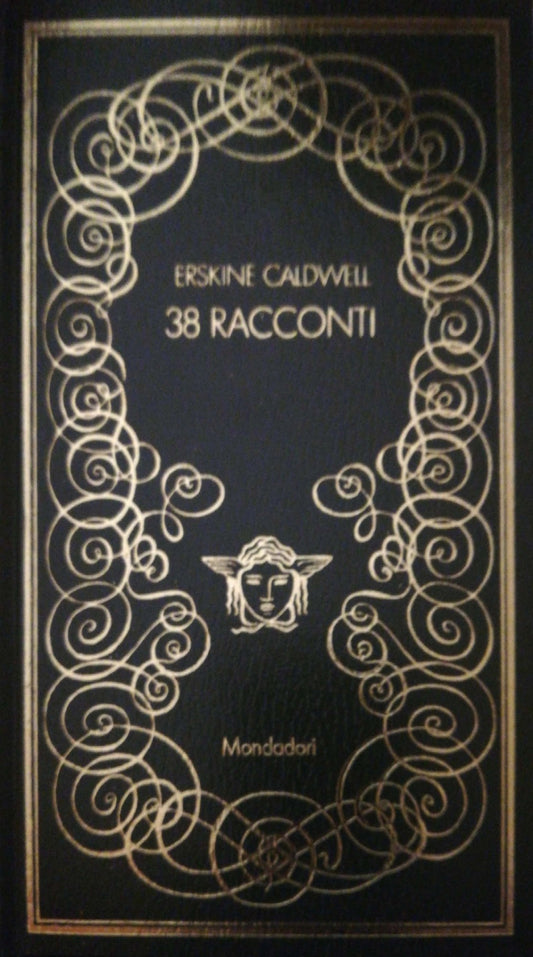 ERSKINE CALDWELL
38 RACCONTI
Mondadori